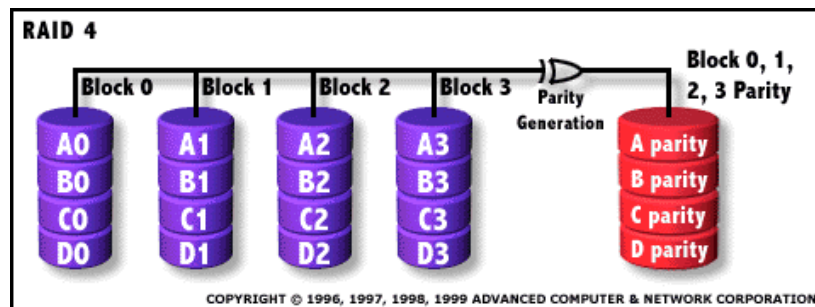 RAID 4
Block 0
Block 1
Block 2
Block 3
Parity
Generation
Block 0, 1,
2, 3 Parity
A0
B0
C0
D0
A1
B1
C1
D1
A2
B2
C2
D2
A3
B3
C3
D3
A parity
B parity
C parity
D parity
COPYRIGHT © 1996, 1997, 1998, 1999 ADVANCED COMPUTER & NETWORK CORPORATION